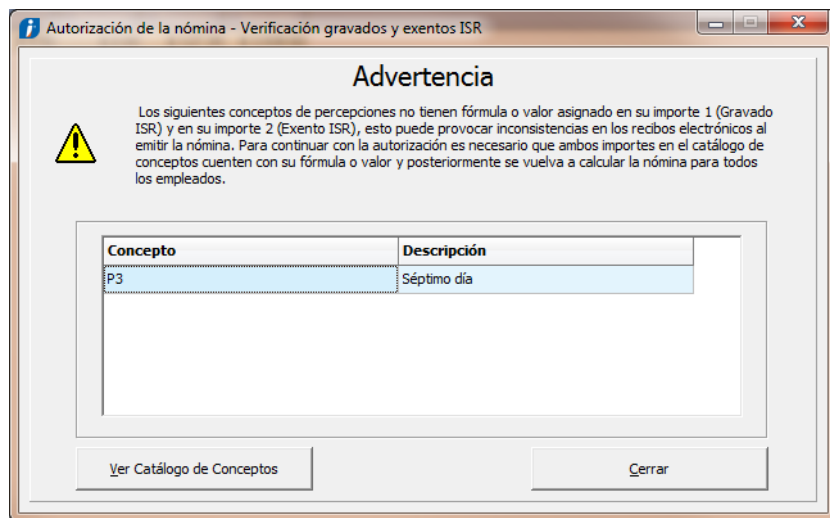 Autorización de la nómina - Verificación gravados y exentos ISR
Advertencia
Los siguientes conceptos de percepciones no tienen fórmula o valor asignado en su importe 1 (Gravado
ISR) y en su importe 2 (Exento ISR), esto puede provocar inconsistencias en los recibos electrónicos al
emitir la nómina. Para continuar con la autorización es necesario que ambos importes en el catálogo de
conceptos cuenten con su fórmula o valor y posteriormente se vuelva a calcular la nómina para todos
los empleados.
Concepto Descripción
P3 Séptimo día
Ver Catálogo de Conceptos Cerrar